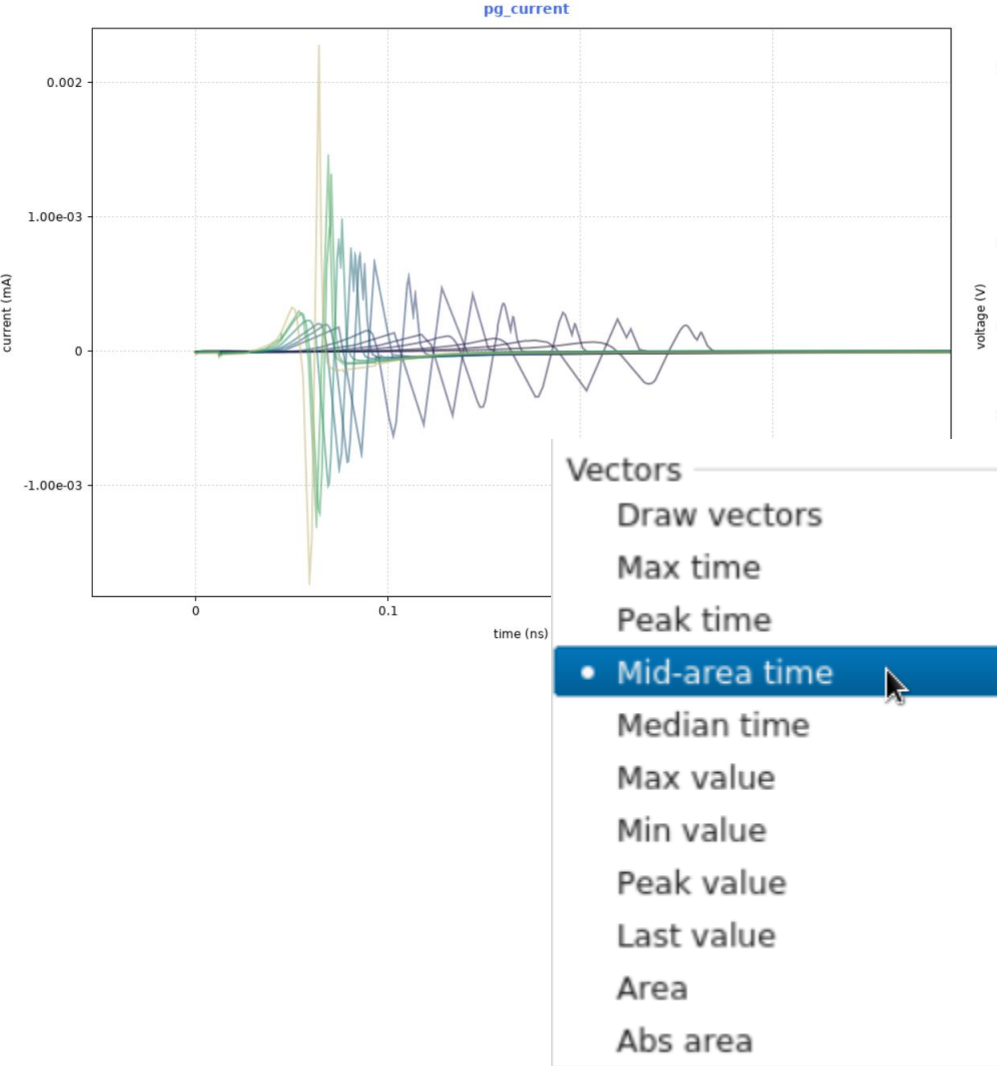 pg_current
0.002
1.00e-03
0
-1.00e-03
current (mA)
voltage (V)
0
0.1
time (ns)
Vectors
Draw vectors
Max time
Peak time
Mid-area time
Median time
Max value
Min value
Peak value
Last value
Area
Abs area